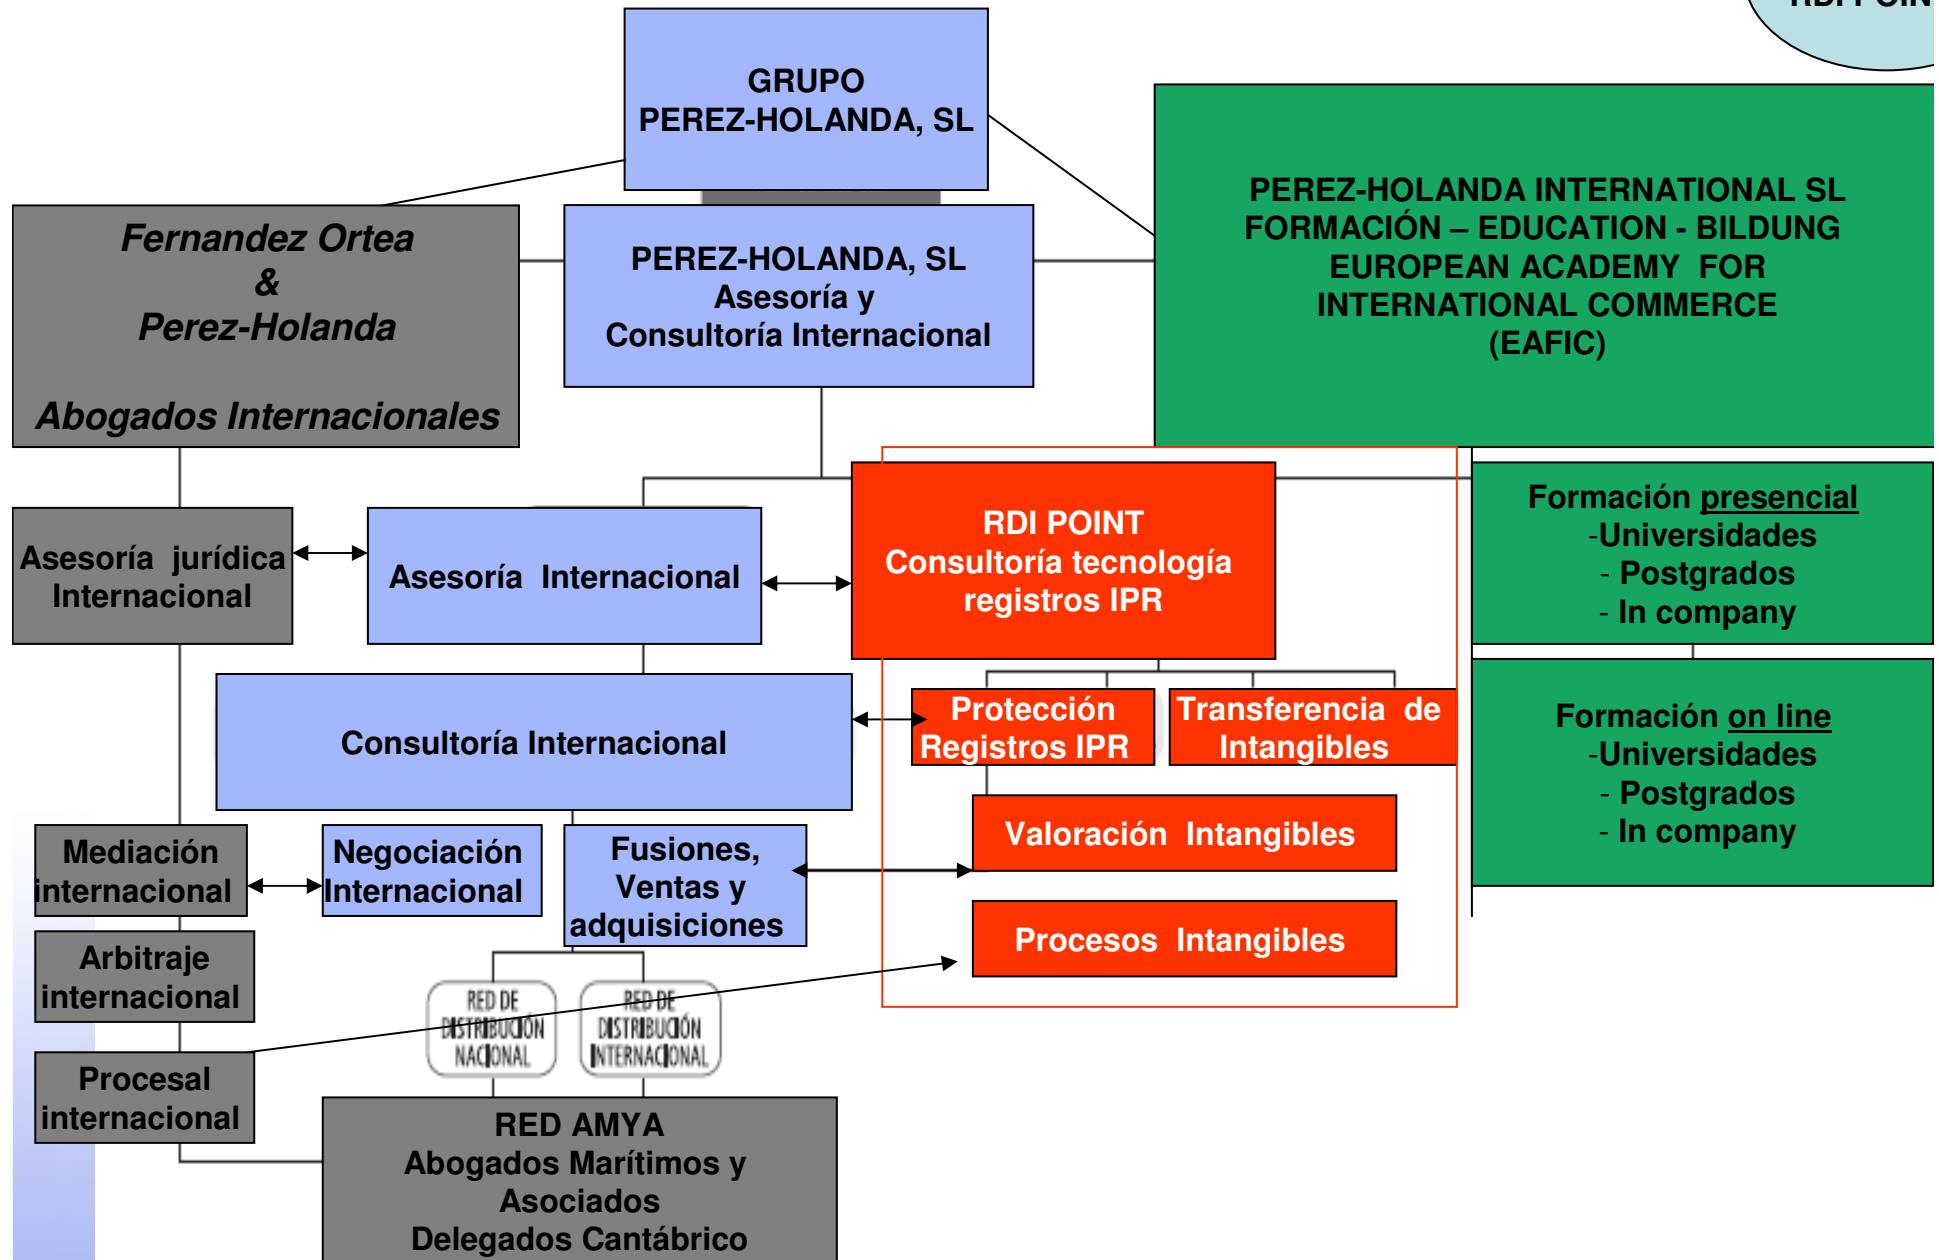 GRUPO
PEREZ-HOLANDA, SL
Fernandez Ortea
&
Perez-Holanda
Abogados Internacionales
PEREZ-HOLANDA, SL
Asesoría y
Consultoría Internacional
PEREZ-HOLANDA INTERNATIONAL SL
FORMACIÓN – EDUCATION - BILDUNG
EUROPEAN ACADEMY FOR
INTERNATIONAL COMMERCE
(EAFIC)
Asesoría jurídica
Internacional
Asesoría Internacional
RDI POINT
Consultoría tecnología
registros IPR
Formación presencial
-Universidades
- Postgrados
- In company
Consultoría Internacional
Protección
Registros IPR
Transferencia de
Intangibles
Formación on line
-Universidades
- Postgrados
- In company
Valoración Intangibles
Mediación
internacional
Negociación
Internacional
Fusiones,
Ventas y
adquisiciones
Procesos Intangibles
Arbitraje
internacional
RED DE
DISTRIBUCIÓN
NACIONAL
RED DE
DISTRIBUCIÓN
INTERNACIONAL
Procesal
internacional
RED AMYA
Abogados Marítimos y
Asociados
Delegados Cantábrico